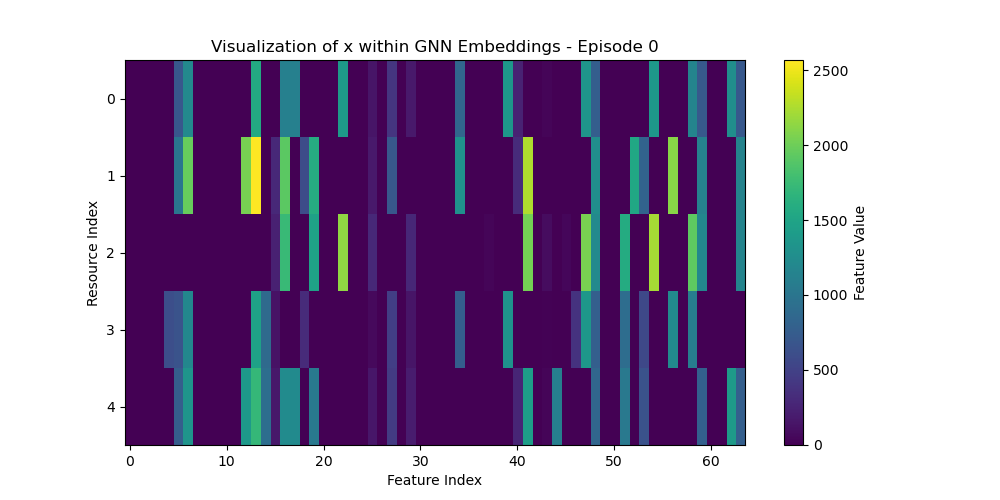 Visualization of x within GNN Embeddings - Episode 0
Resource Index
0
1
2
3
4
0 10 20 30 40 50 60
Feature Index
2500
2000
1500
1000
500
0
Feature Value